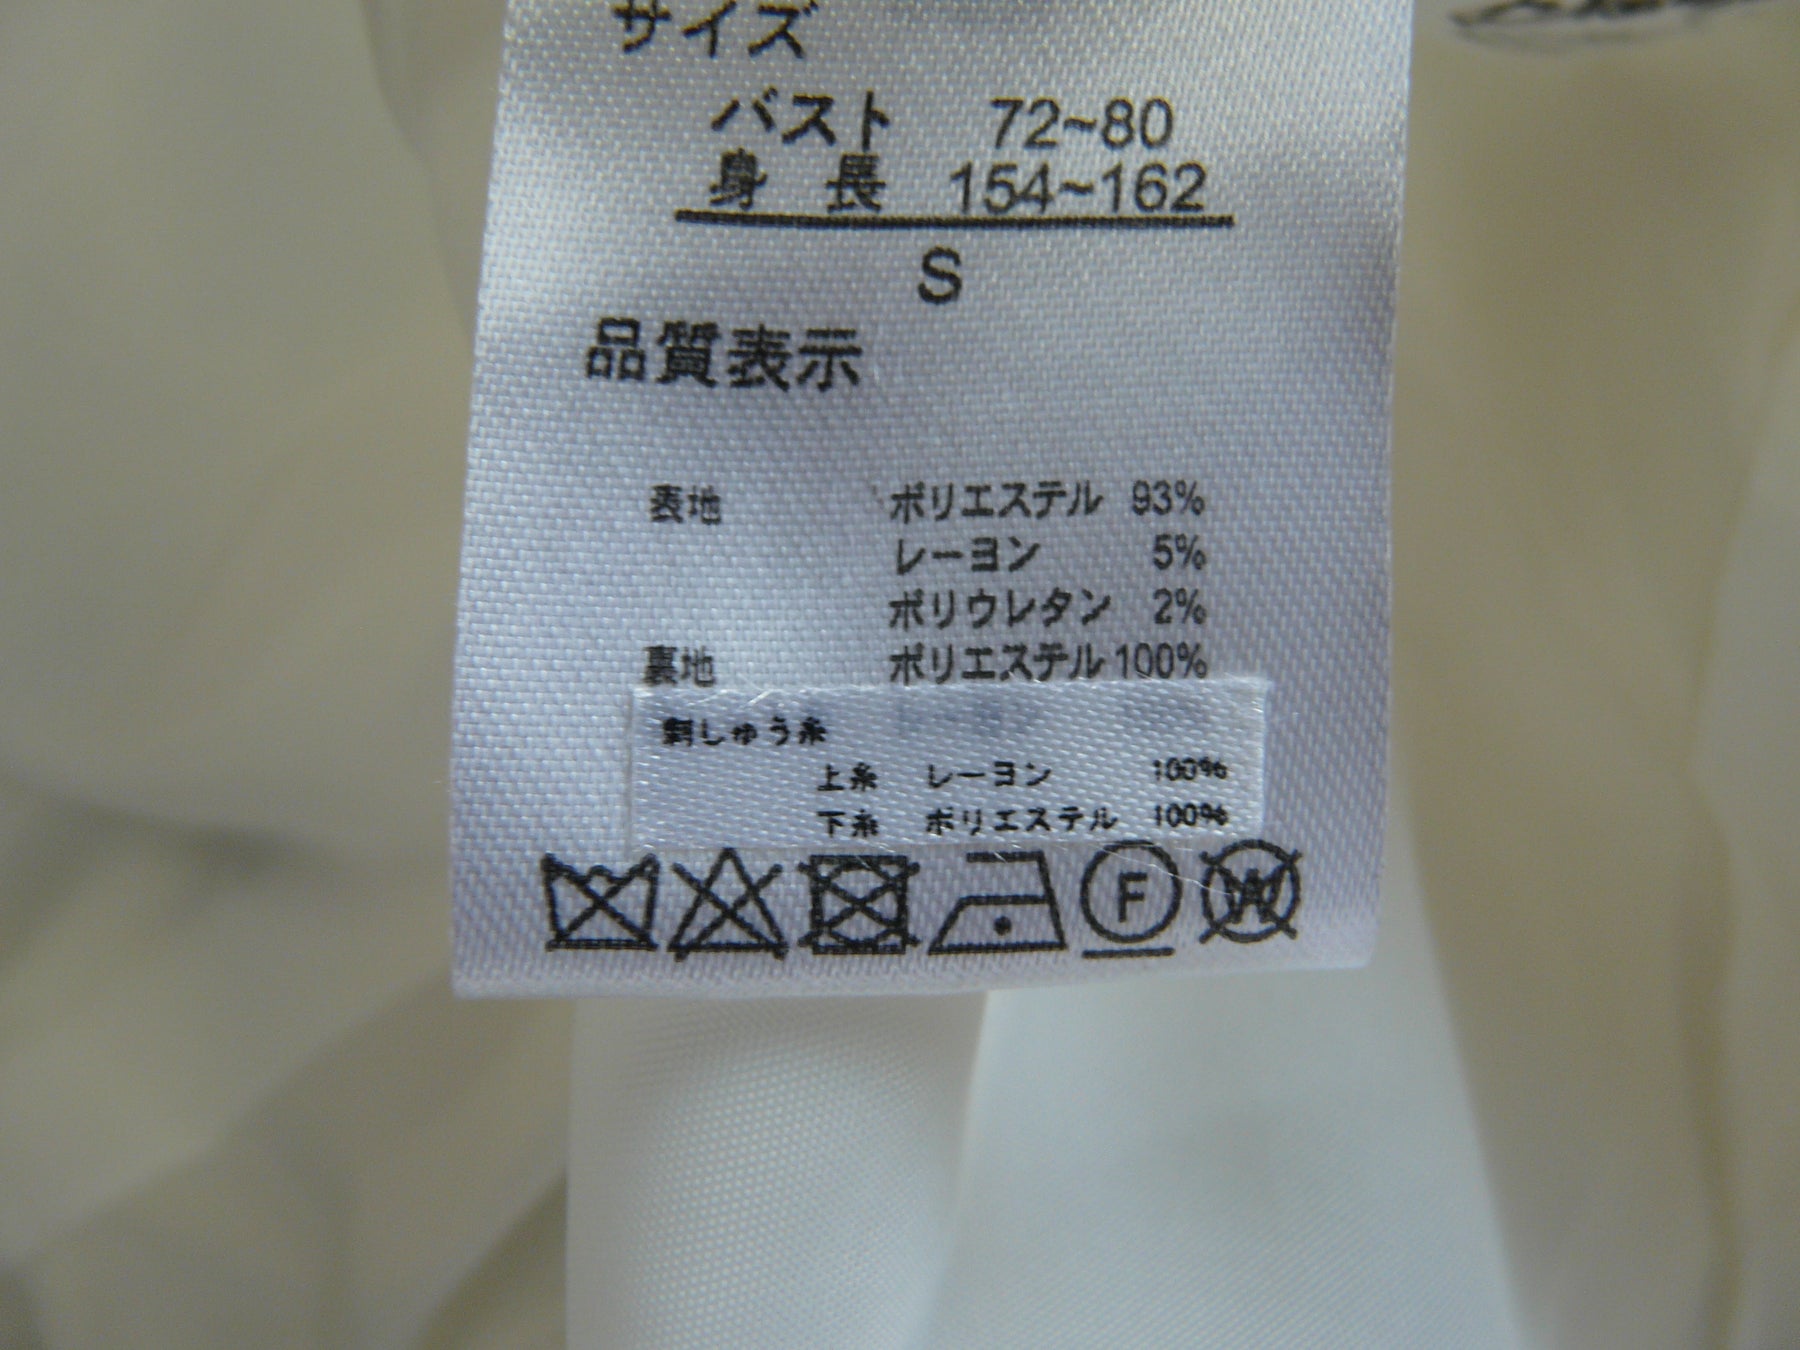 サイズ
バスト 72~80
身 長 154~162
S
品質表示
表地 ポリエステル 93%
レーヨン 5%
ポリウレタン 2%
裏地 ポリエステル 100%
刺しゅう糸
上糸 レーヨン 100%
下糸 ポリエステル 100%
F W